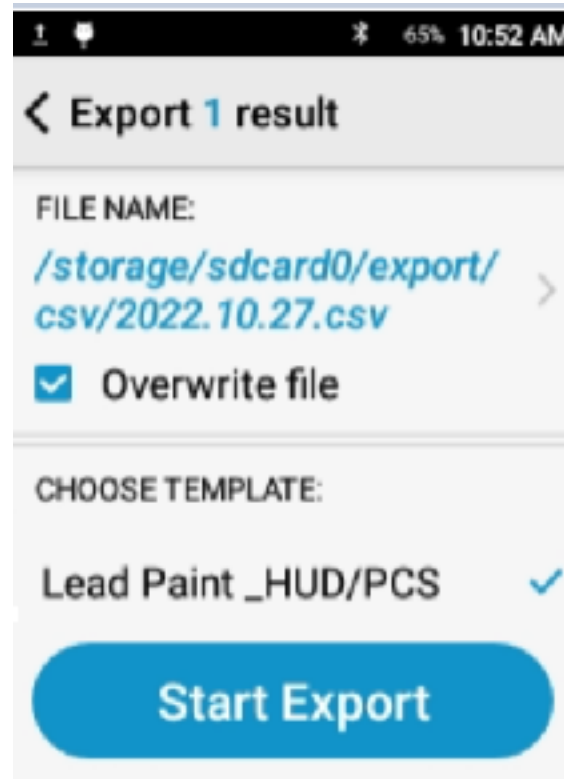 65% 10:52 AM
Export 1 result
FILE NAME:
/storage/sdcard0/export/
csv/2022.10.27.csv
Overwrite file
CHOOSE TEMPLATE:
Lead Paint _HUD/PCS
Start Export